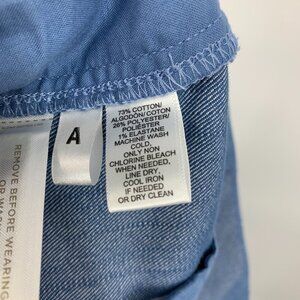 73% COTTON/
ALGODÓN/COTON
26% POLYESTER/
POLIÉSTER
1% ELASTANE
MACHINE WASH
COLD,
ONLY NON
CHLORINE BLEACH
WHEN NEEDED,
LINE DRY,
COOL IRON
IF NEEDED
OR DRY CLEAN
A
REMOVE BEFORE WEARING